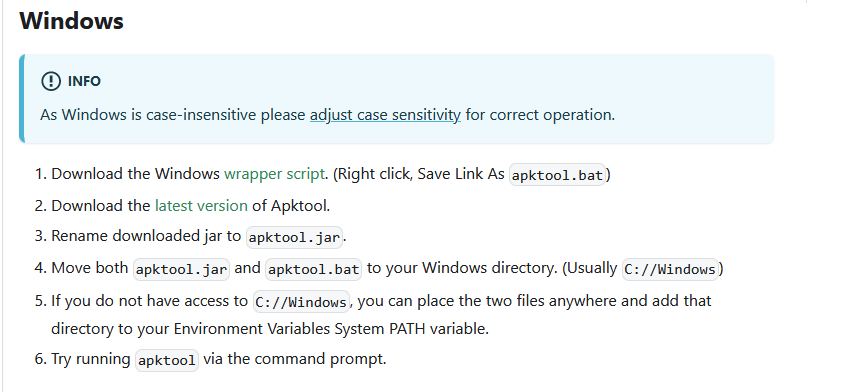 Windows
INFO
As Windows is case-insensitive please adjust case sensitivity for correct operation.
1. Download the Windows wrapper script. (Right click, Save Link As apktool.bat)
2. Download the latest version of Apktool.
3. Rename downloaded jar to apktool.jar.
4. Move both apktool.jar and apktool.bat to your Windows directory. (Usually C://Windows)
5. If you do not have access to C://Windows, you can place the two files anywhere and add that
directory to your Environment Variables System PATH variable.
6. Try running apktool via the command prompt.